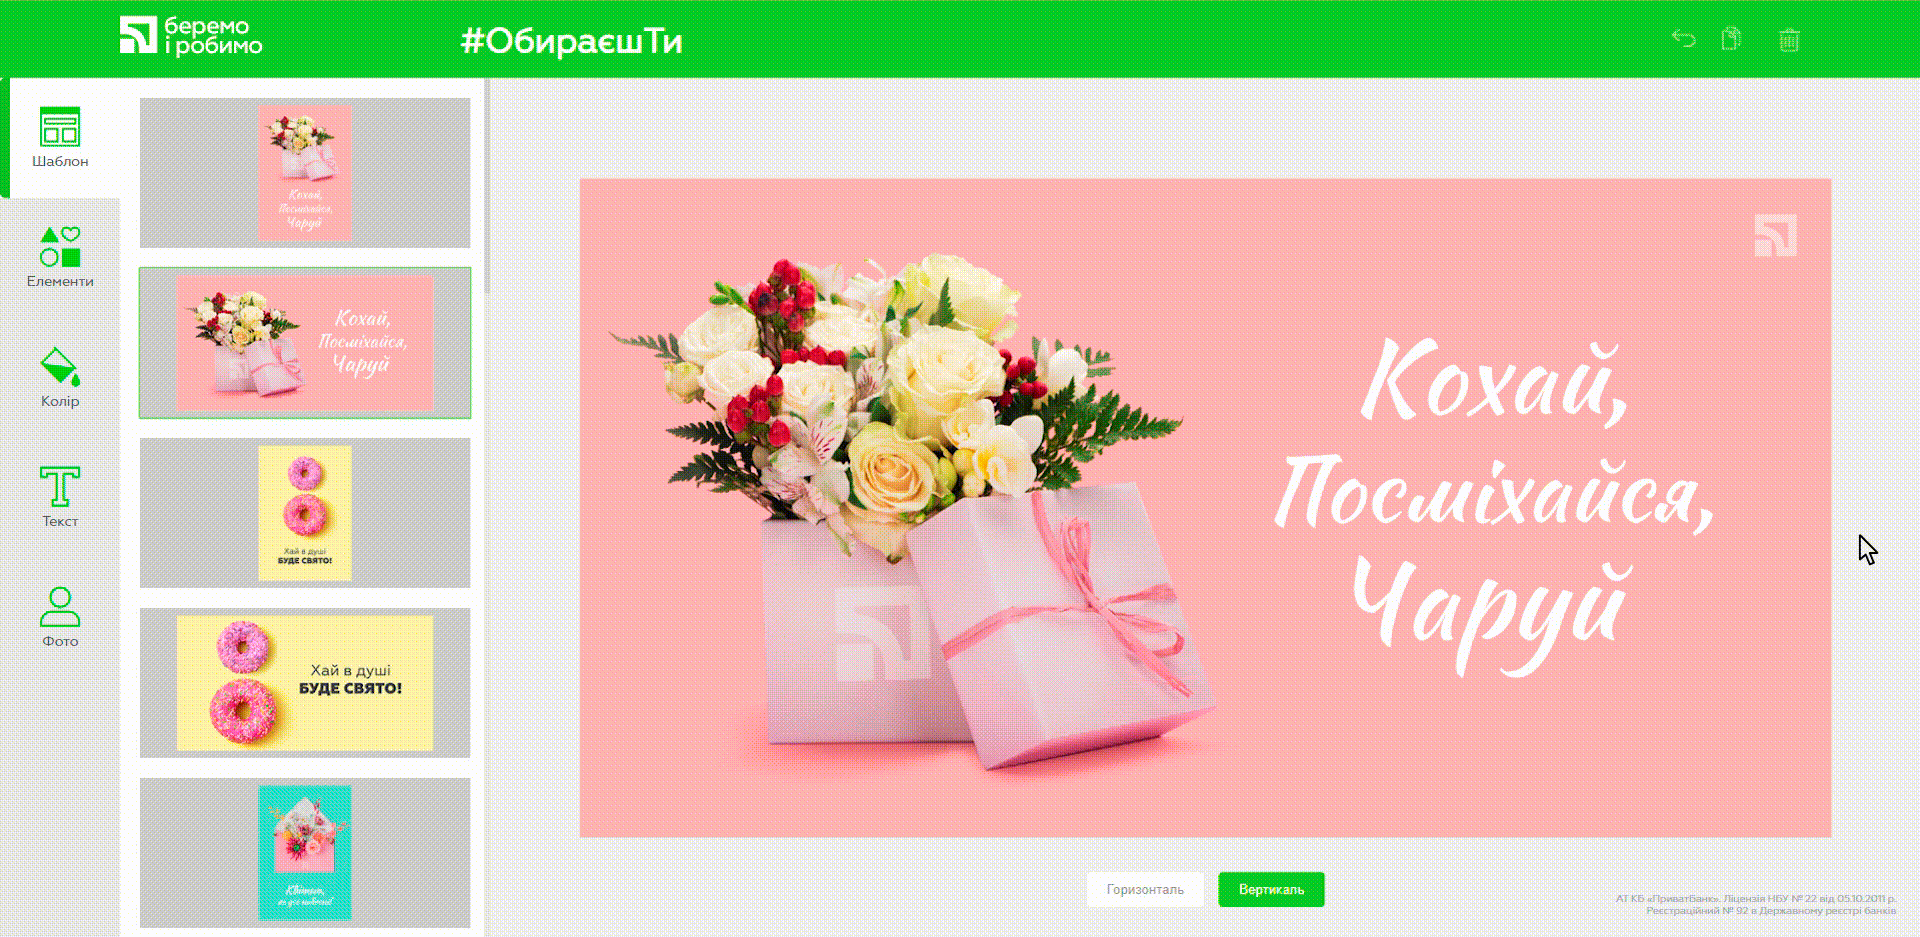 беремо
і робимо
#ОбираєшТи
Шаблон
Елементи
Колір
Текст
Фото
Кохай,
Посміхайся,
Чаруй
Кохай,
Посміхайся,
Чаруй
Хай в душі
БУДЕ СВЯТО!
Хай в душі
БУДЕ СВЯТО!
Квітни,
Кохай,
Посміхайся,
Чаруй
Горизонталь
Вертикаль
АТ КБ «ПриватБанк». Ліцензія НБУ № 22 від 05.10.2011 р.
Реєстраційний № 92 в Державному реєстрі банків